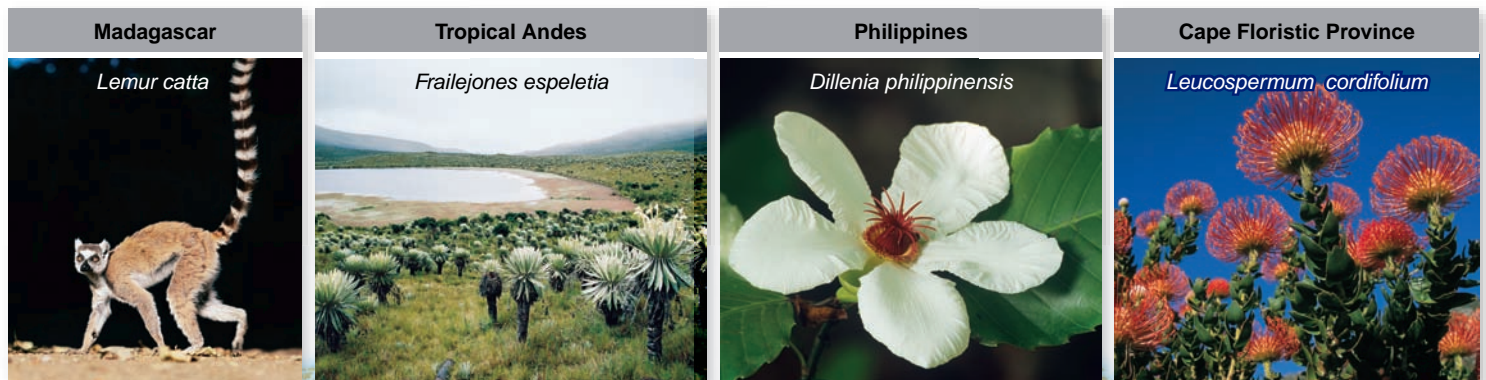 Madagascar
Lemur catta
Tropical Andes
Frailejones espeletia
Philippines
Dillenia philippinensis
Cape Floristic Province
Leucospermum cordifolium